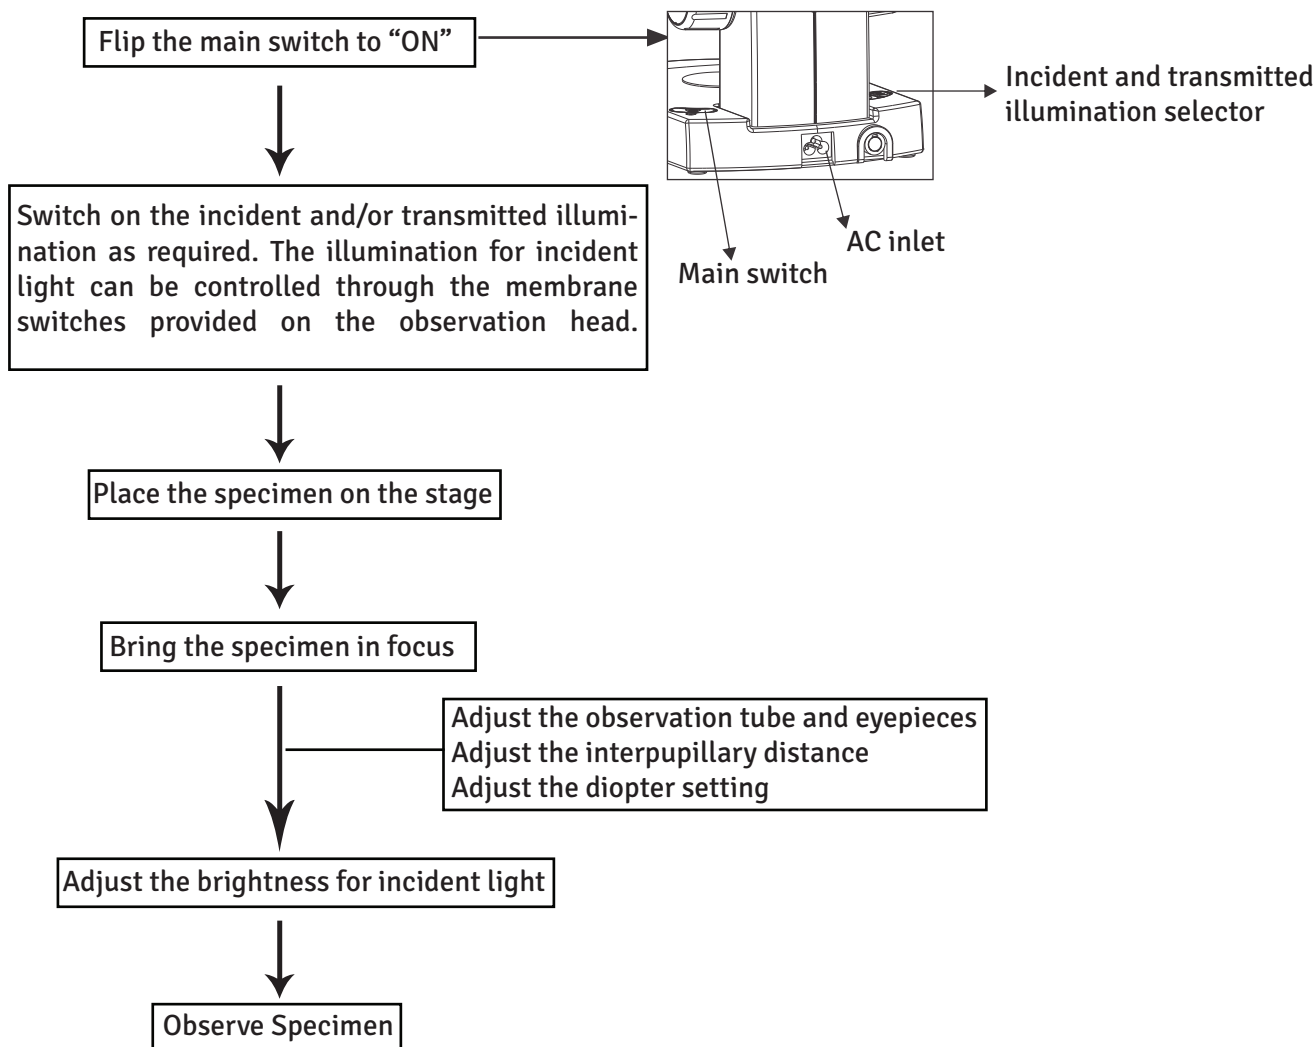 Flip the main switch to “ON”
Incident and transmitted
illumination selector
AC inlet
Main switch
Switch on the incident and/or transmitted illumi-
nation as required. The illumination for incident
light can be controlled through the membrane
switches provided on the observation head.
Place the specimen on the stage
Bring the specimen in focus
Adjust the observation tube and eyepieces
Adjust the interpupillary distance
Adjust the diopter setting
Adjust the brightness for incident light
Observe Specimen